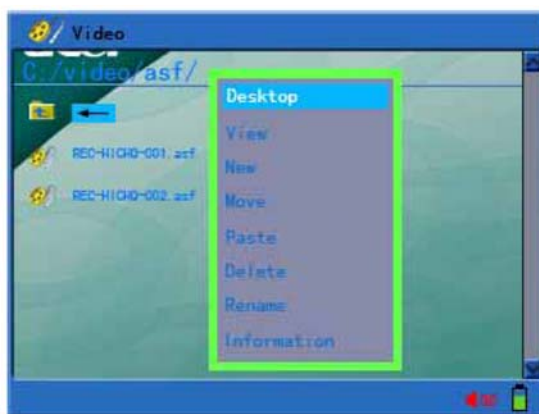 Video
C:/video/asf/
REC-HICHQ-001.asf
REC-HICHQ-002.asf
Desktop
View
New
Move
Paste
Delete
Rename
Information